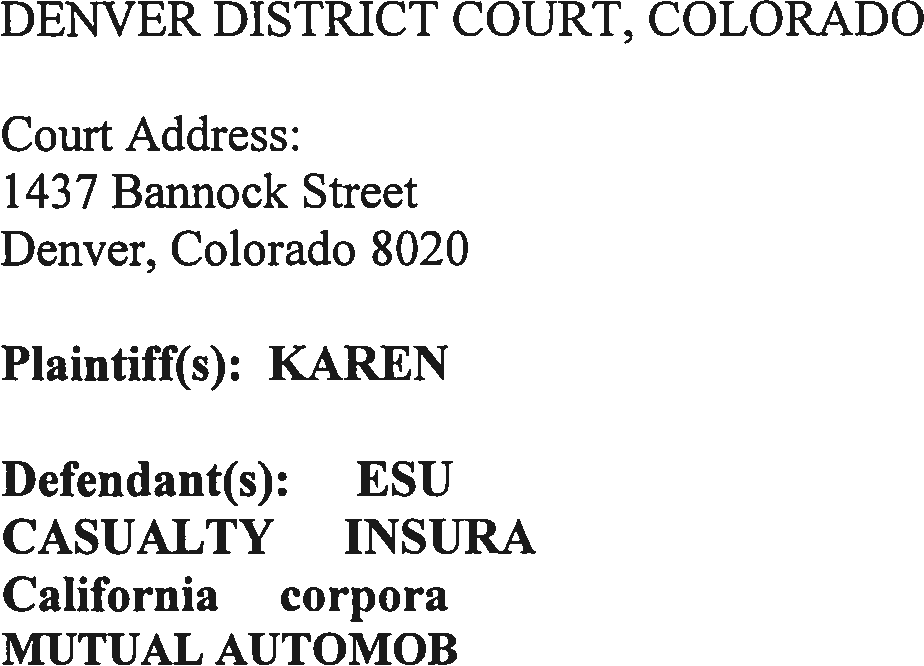 DENVER DISTRICT COURT, COLORADO
Court Address:
1437 Bannock Street
Denver, Colorado 8020
Plaintiff(s): KAREN
Defendant(s): ESU
CASUALTY INSURA
California corpora
MUTUAL AUTOMOB